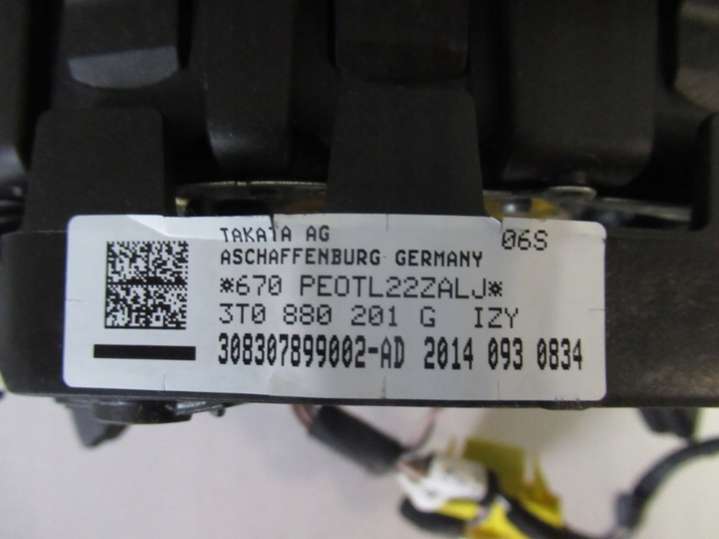 TAKATA AG 06S
ASCHAFFENBURG GERMANY
*670 PEOTL22ZALJ*
3T0 880 201 G IZY
308307899002-AD 2014 093 0834